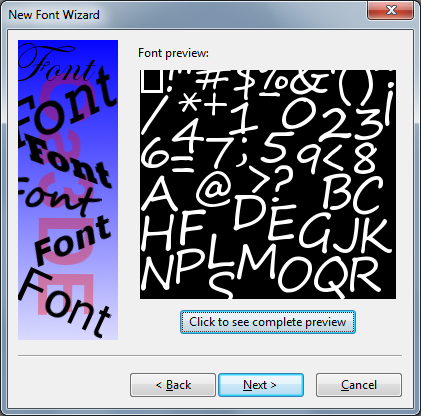 New Font Wizard
Font preview:
Font
Font
Font
Font
Font
Font
! " # $ % & ' ( )
/ * + 1 0 2 3 i
6 = 4 7 ; 5 9 < 8
A @ > ? B C
H F D E G J K
N P L M O Q R
S
Click to see complete preview
< Back
Next >
Cancel